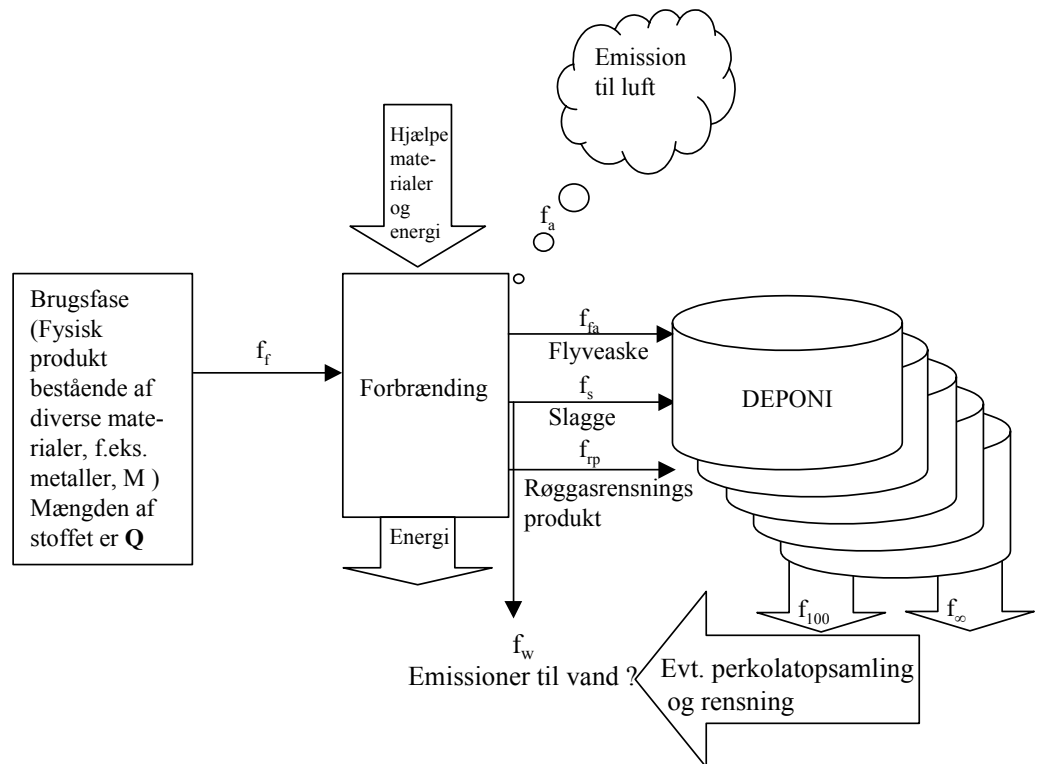 Emission
til luft
Hjælpe
mate-
rialer
og
energi
f_a
Brugsfase
(Fysisk
produkt
bestående af
diverse mate-
rialer, f.eks.
metaller, M )
Mængden af
stoffet er Q
f_f
Forbrænding
f_fa
Flyveaske
f_s
Slagge
f_rp
Røggasrensnings
produkt
DEPONI
Energi
f_100
f_∞
f_w
Emissioner til vand ?
Evt. perkolatopsamling
og rensning